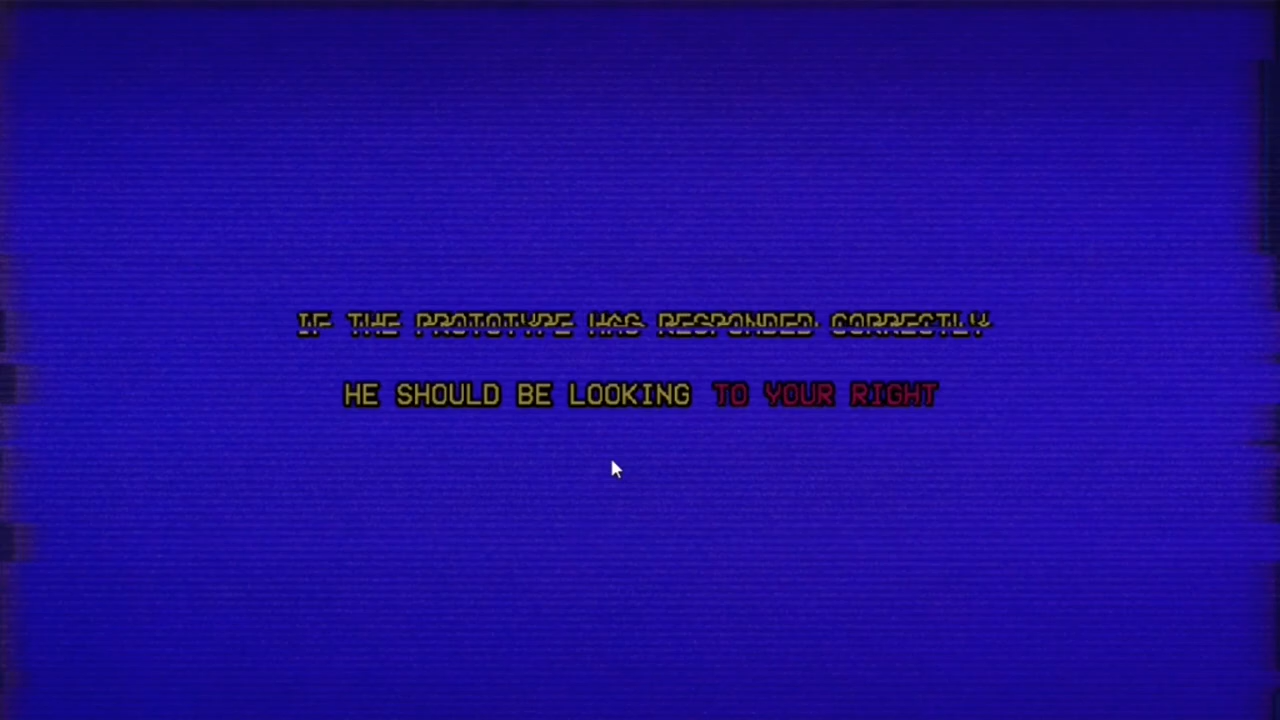 IF THE PROTOTYPE HAS RESPONDED CORRECTLY
HE SHOULD BE LOOKING TO YOUR RIGHT